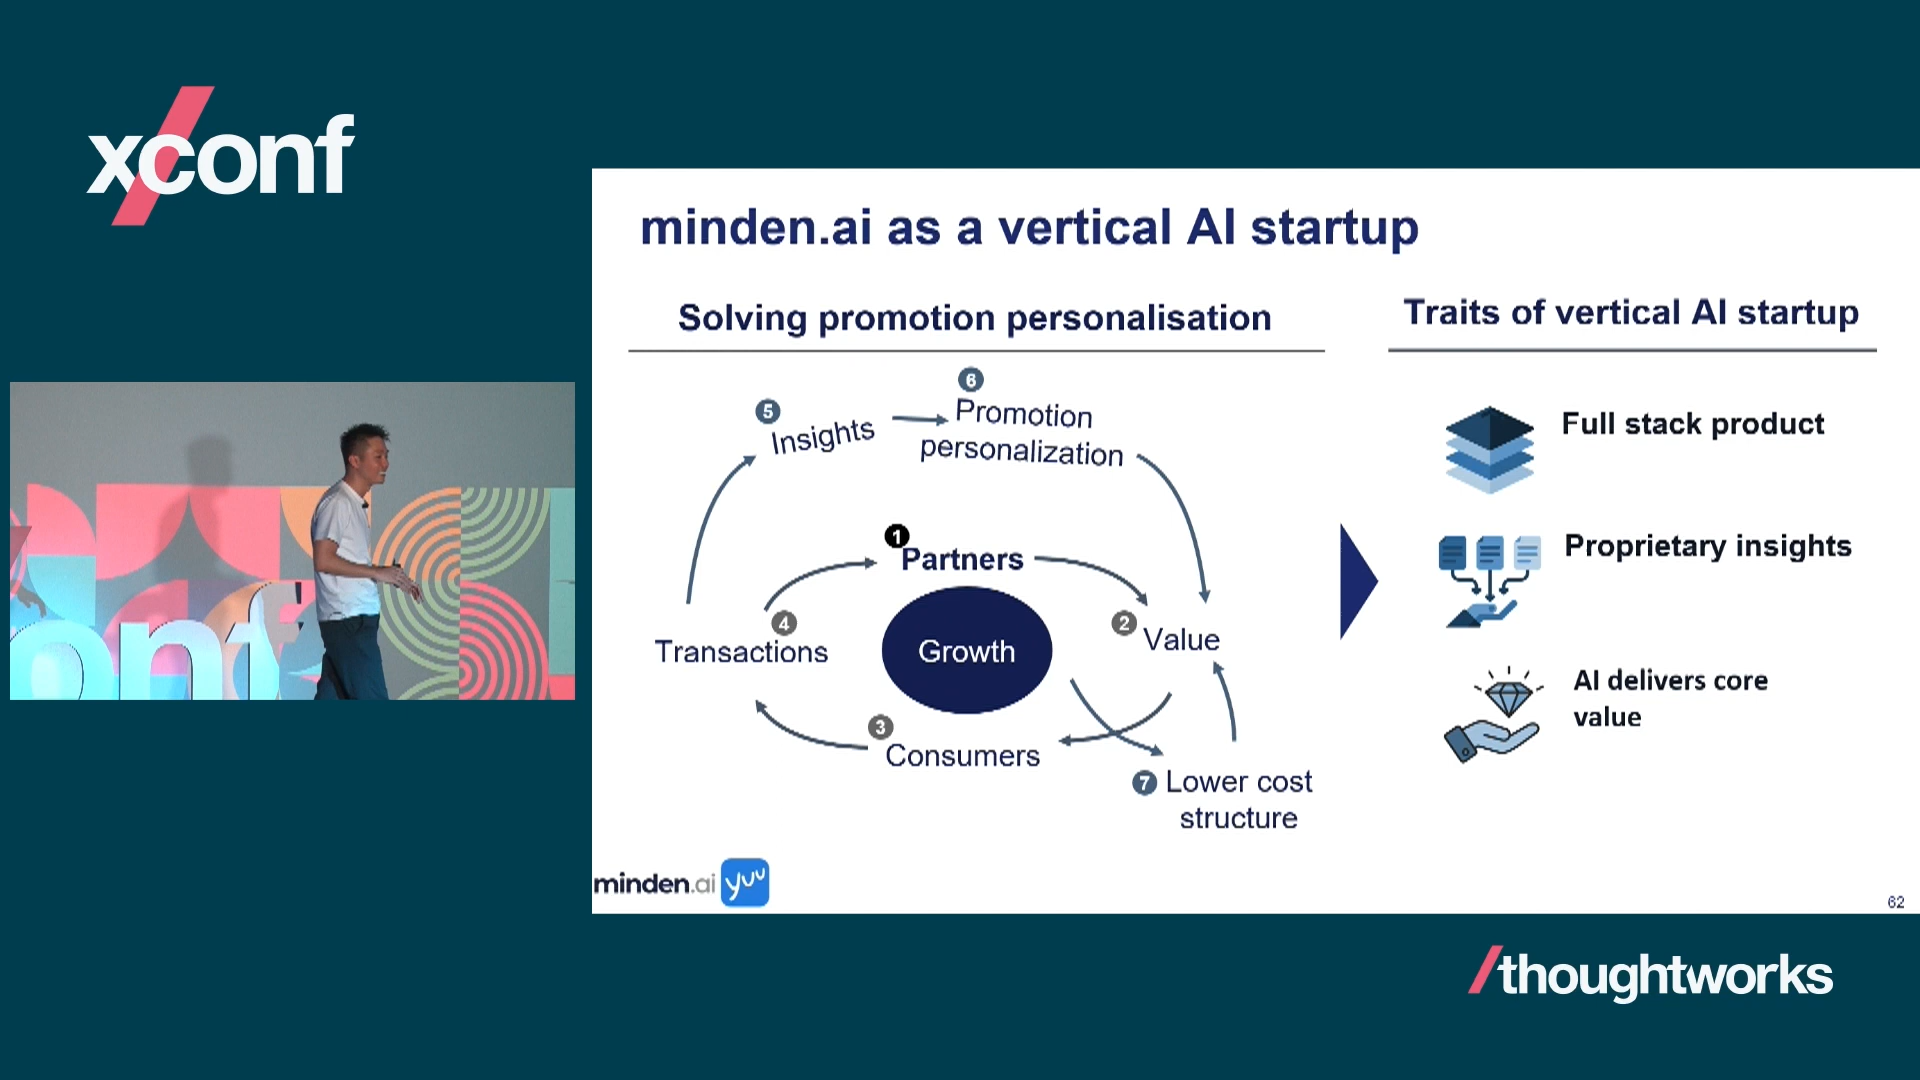 xconf
minden.ai as a vertical AI startup
Solving promotion personalisation
Traits of vertical AI startup
6
5
Insights
Promotion
personalization
1
Partners
4
Transactions
Growth
2
Value
3
Consumers
7
Lower cost
structure
Full stack product
Proprietary insights
AI delivers core
value
minden.ai
yuu
62
onf
/thoughtworks